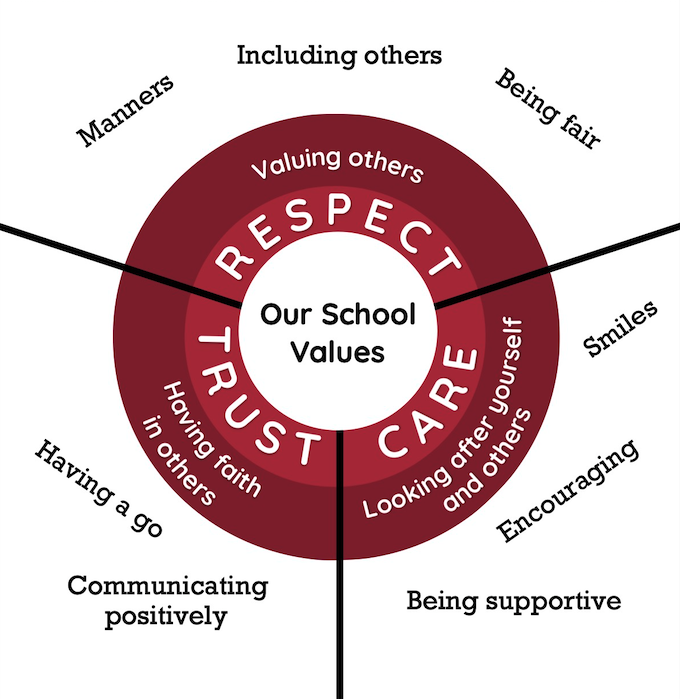 Including others
Manners
Being fair
Valuing others
RESPECT
Our School
Values
TRUST
Having faith
in others
CARE
Looking after yourself
and others
Smiles
Encouraging
Being supportive
Having a go
Communicating
positively